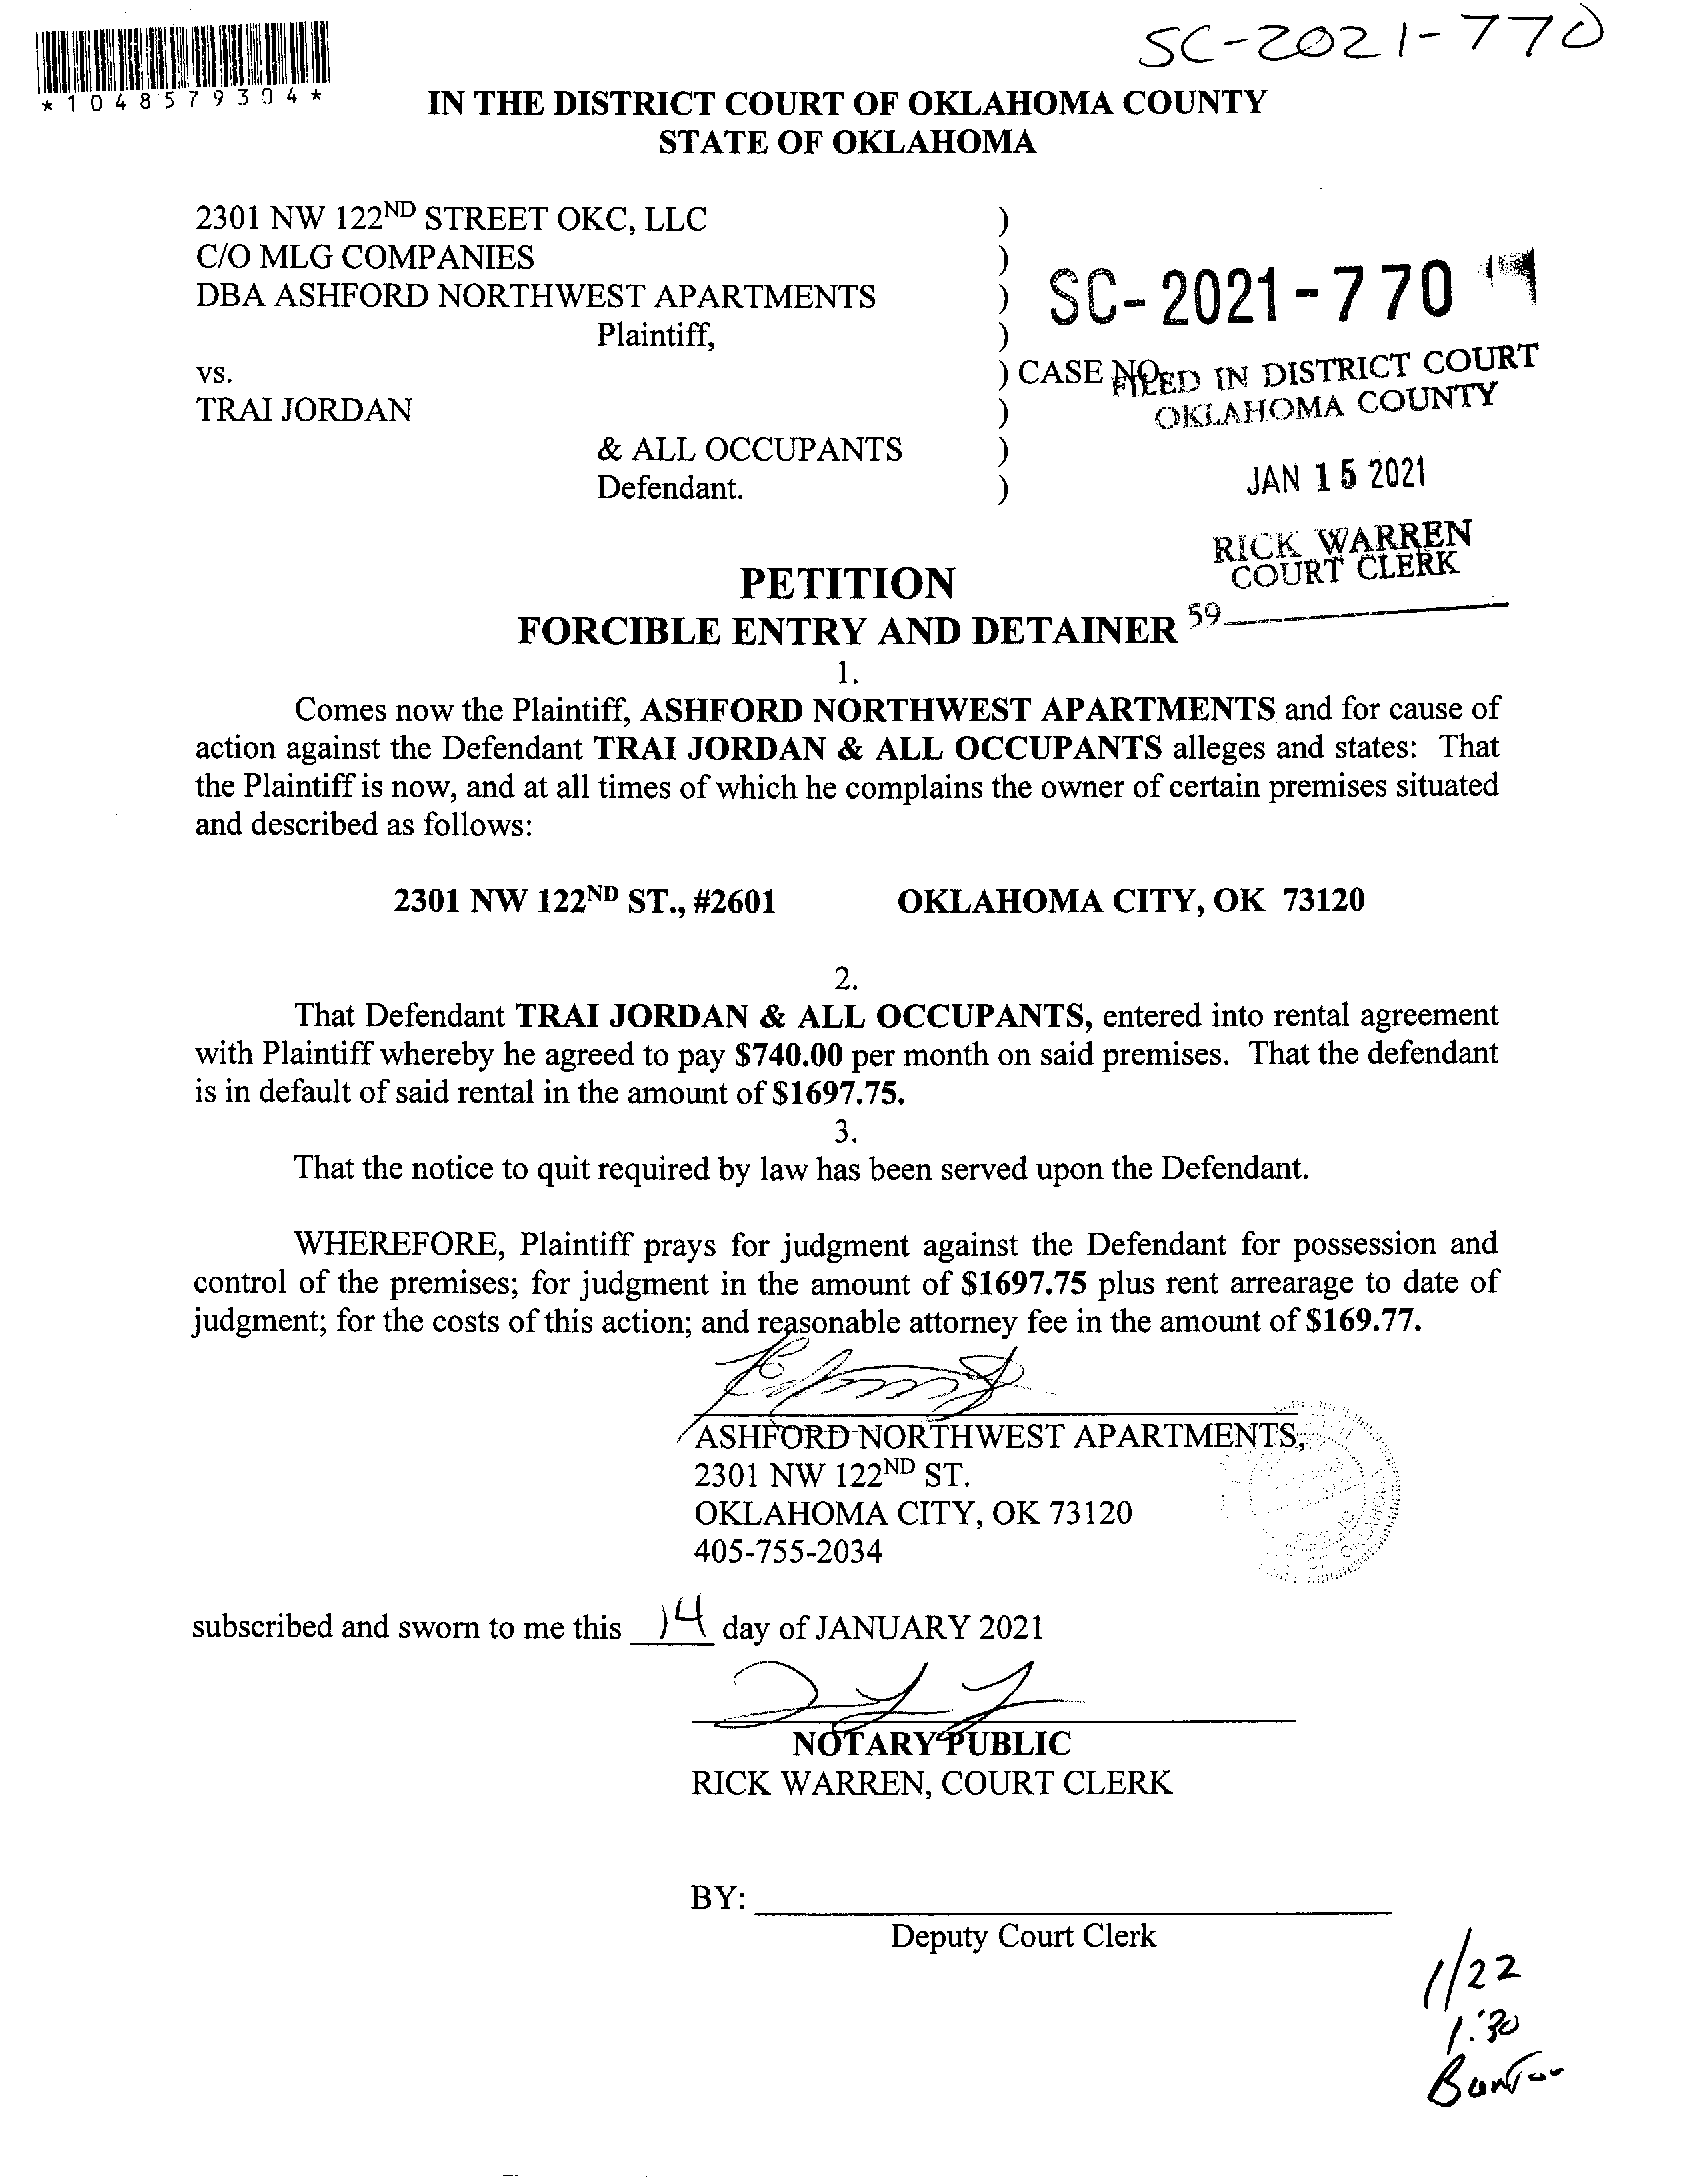 SC-2021-770
*1048579304*
IN THE DISTRICT COURT OF OKLAHOMA COUNTY
STATE OF OKLAHOMA
2301 NW 122ND STREET OKC, LLC )
C/O MLG COMPANIES )
DBA ASHFORD NORTHWEST APARTMENTS ) SC-2021-770
Plaintiff, )
vs. ) CASE NO. FILED IN DISTRICT COURT
TRAI JORDAN ) OKLAHOMA COUNTY
& ALL OCCUPANTS )
Defendant. ) JAN 15 2021
RICK WARREN
COURT CLERK
PETITION
FORCIBLE ENTRY AND DETAINER 59
1.
Comes now the Plaintiff, ASHFORD NORTHWEST APARTMENTS and for cause of
action against the Defendant TRAI JORDAN & ALL OCCUPANTS alleges and states: That
the Plaintiff is now, and at all times of which he complains the owner of certain premises situated
and described as follows:
2301 NW 122ND ST., #2601 OKLAHOMA CITY, OK 73120
2.
That Defendant TRAI JORDAN & ALL OCCUPANTS, entered into rental agreement
with Plaintiff whereby he agreed to pay $740.00 per month on said premises. That the defendant
is in default of said rental in the amount of $1697.75.
3.
That the notice to quit required by law has been served upon the Defendant.
WHEREFORE, Plaintiff prays for judgment against the Defendant for possession and
control of the premises; for judgment in the amount of $1697.75 plus rent arrearage to date of
judgment; for the costs of this action; and reasonable attorney fee in the amount of $169.77.
ASHFORD NORTHWEST APARTMENTS,
2301 NW 122ND ST.
OKLAHOMA CITY, OK 73120
405-755-2034
subscribed and sworn to me this 14 day of JANUARY 2021
NOTARY PUBLIC
RICK WARREN, COURT CLERK
BY:
Deputy Court Clerk
1/22
1:30